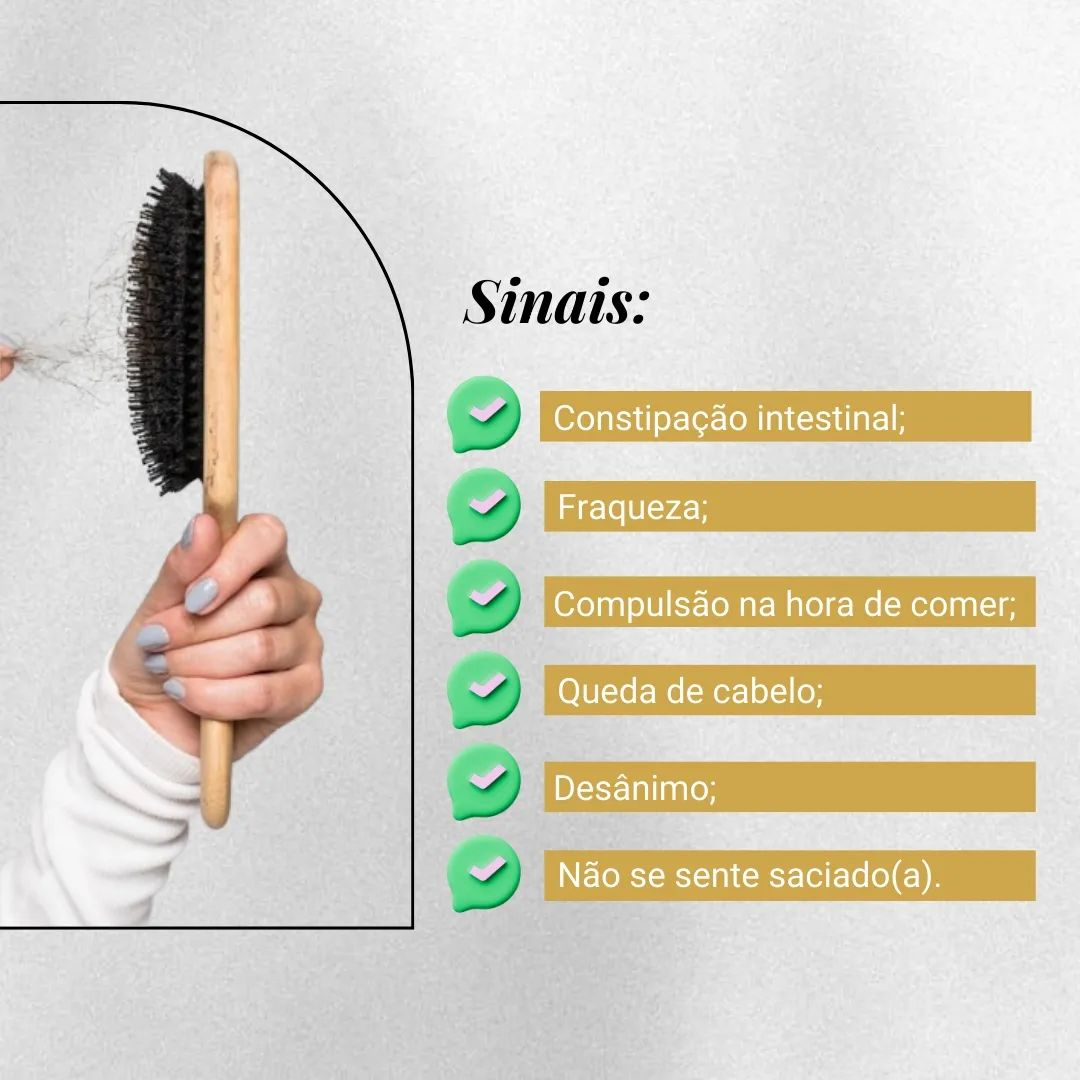 Sinais:
Constipação intestinal;
Fraqueza;
Compulsão na hora de comer;
Queda de cabelo;
Desânimo;
Não se sente saciado(a).